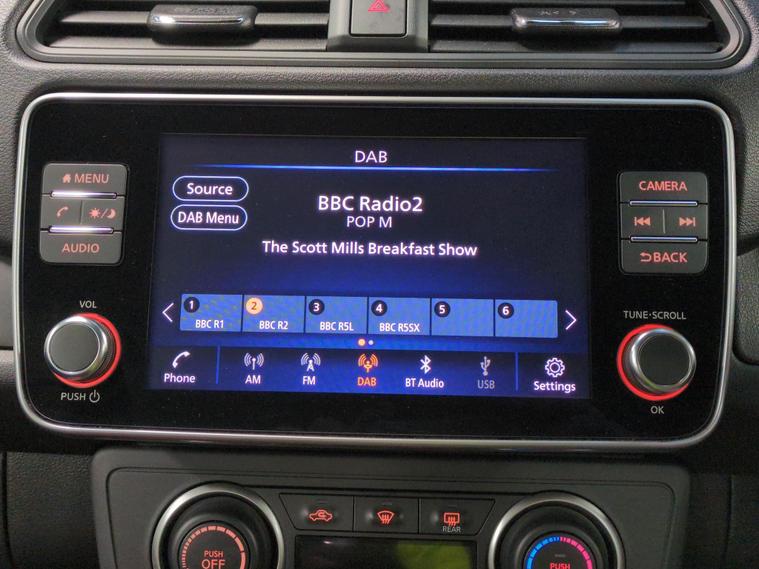 DAB
MENU
CAMERA
Source
BBC Radio2
POP M
DAB Menu
The Scott Mills Breakfast Show
AUDIO
BACK
VOL
PUSH
TUNE·SCROLL
OK
1 2 3 4 5 6
BBC R1 BBC R2 BBC R5L BBC R5SX
Phone AM FM DAB BT Audio USB Settings
REAR
PUSH
OFF
PUSH